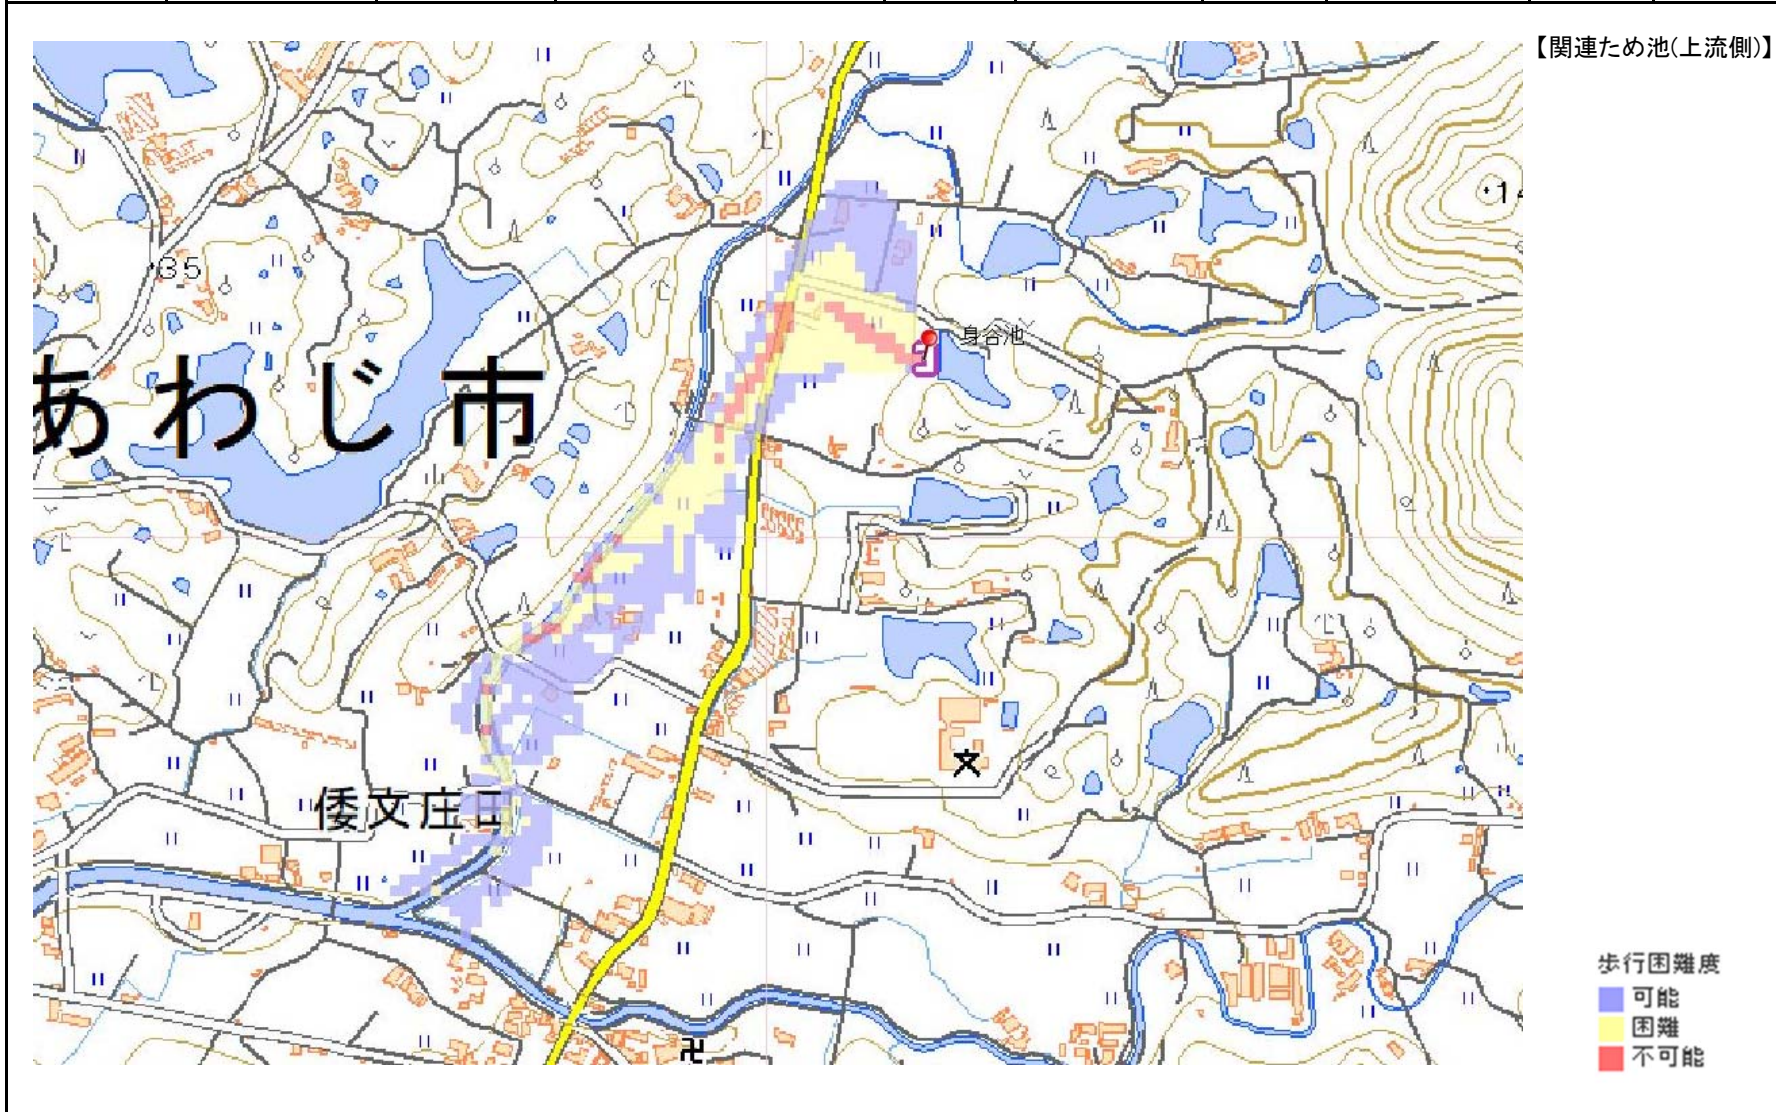 【関連ため池(上流側)】
・14
・35
身谷池
あわじ市
倭文庄田
歩行困難度
可能
困難
不可能